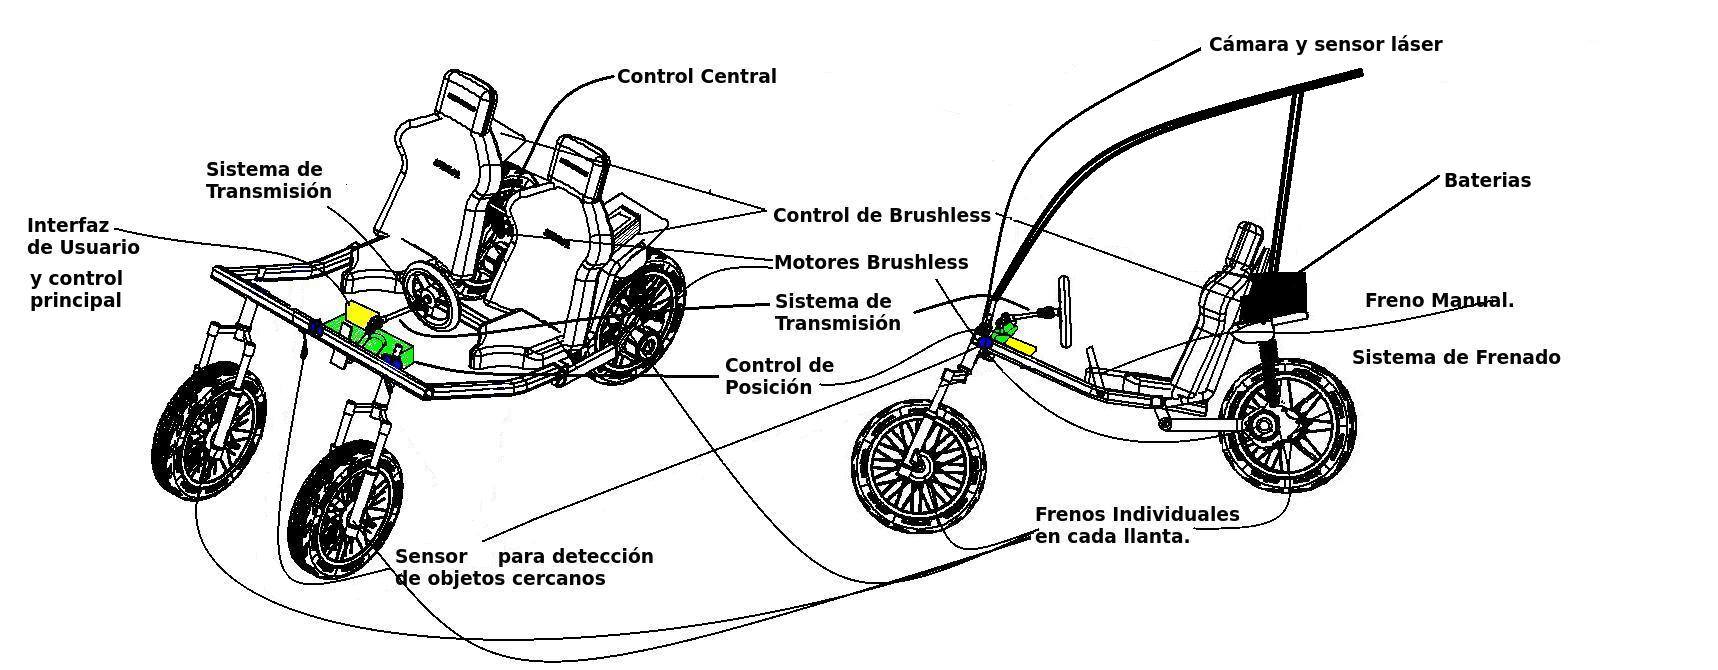 Cámara y sensor láser
Control Central
Sistema de
Transmisión
Baterias
Interfaz
de Usuario
y control
principal
Control de Brushless
Motores Brushless
Sistema de
Transmisión
Freno Manual.
Control de
Posición
Sistema de Frenado
Frenos Individuales
en cada llanta.
Sensor para detección
de objetos cercanos